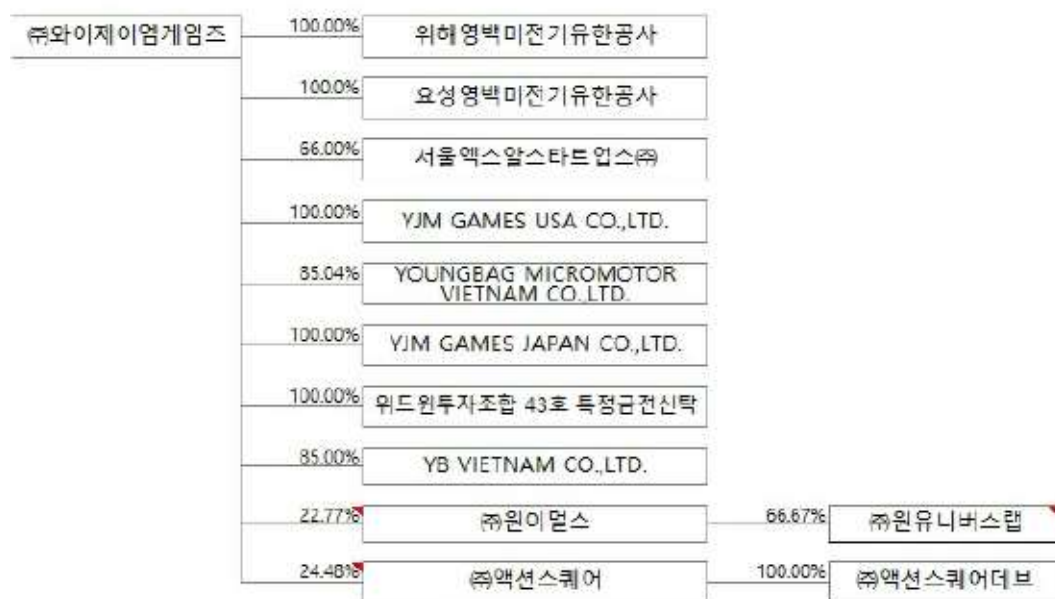 ㈜와이제이엠게임즈
100.00% 위해영백미전기유한공사
100.0% 요성영백미전기유한공사
66.00% 서울엑스알스타트업스㈜
100.00% YJM GAMES USA CO.,LTD.
85.04% YOUNGBAG MICROMOTOR
VIETNAM CO.,LTD.
100.00% YJM GAMES JAPAN CO.,LTD.
100.00% 위드윈투자조합 43호 특정금전신탁
85.00% YB VIETNAM CO.,LTD.
22.77% ㈜원이멀스 66.67% ㈜원유니버스랩
24.48% ㈜액션스퀘어 100.00% ㈜액션스퀘어데브